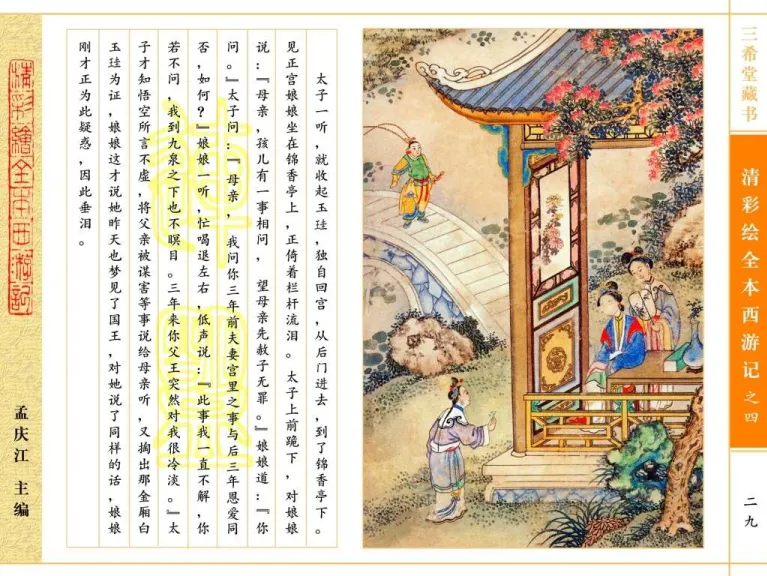 三希堂藏书
清彩绘全本西游记之四
二九
太子一听，就收起玉珪，独自回宫，从后门进去，到了锦香亭下。
见正宫娘娘坐在锦香亭上，正倚着栏杆流泪。太子上前跪下，对娘娘
说：『母亲，孩儿有一事相问，望母亲先赦子无罪。』娘娘道：『你
问。』太子问：『母亲，我问你三年前夫妻宫里之事与后三年恩爱同
否，如何？』娘娘一听，忙喝退左右，低声说：『此事我一直不解，你
若不问，我到九泉之下也不瞑目。三年来你父王突然对我很冷淡。』太
子才知悟空所言不虚，将父亲被谋害等事说给母亲听，又掏出那金厢白
玉珪为证，娘娘这才说她昨天也梦见了国王，对她说了同样的话，娘娘
刚才正为此疑惑，因此垂泪。
清彩繪全本西游記
孟庆江 主编